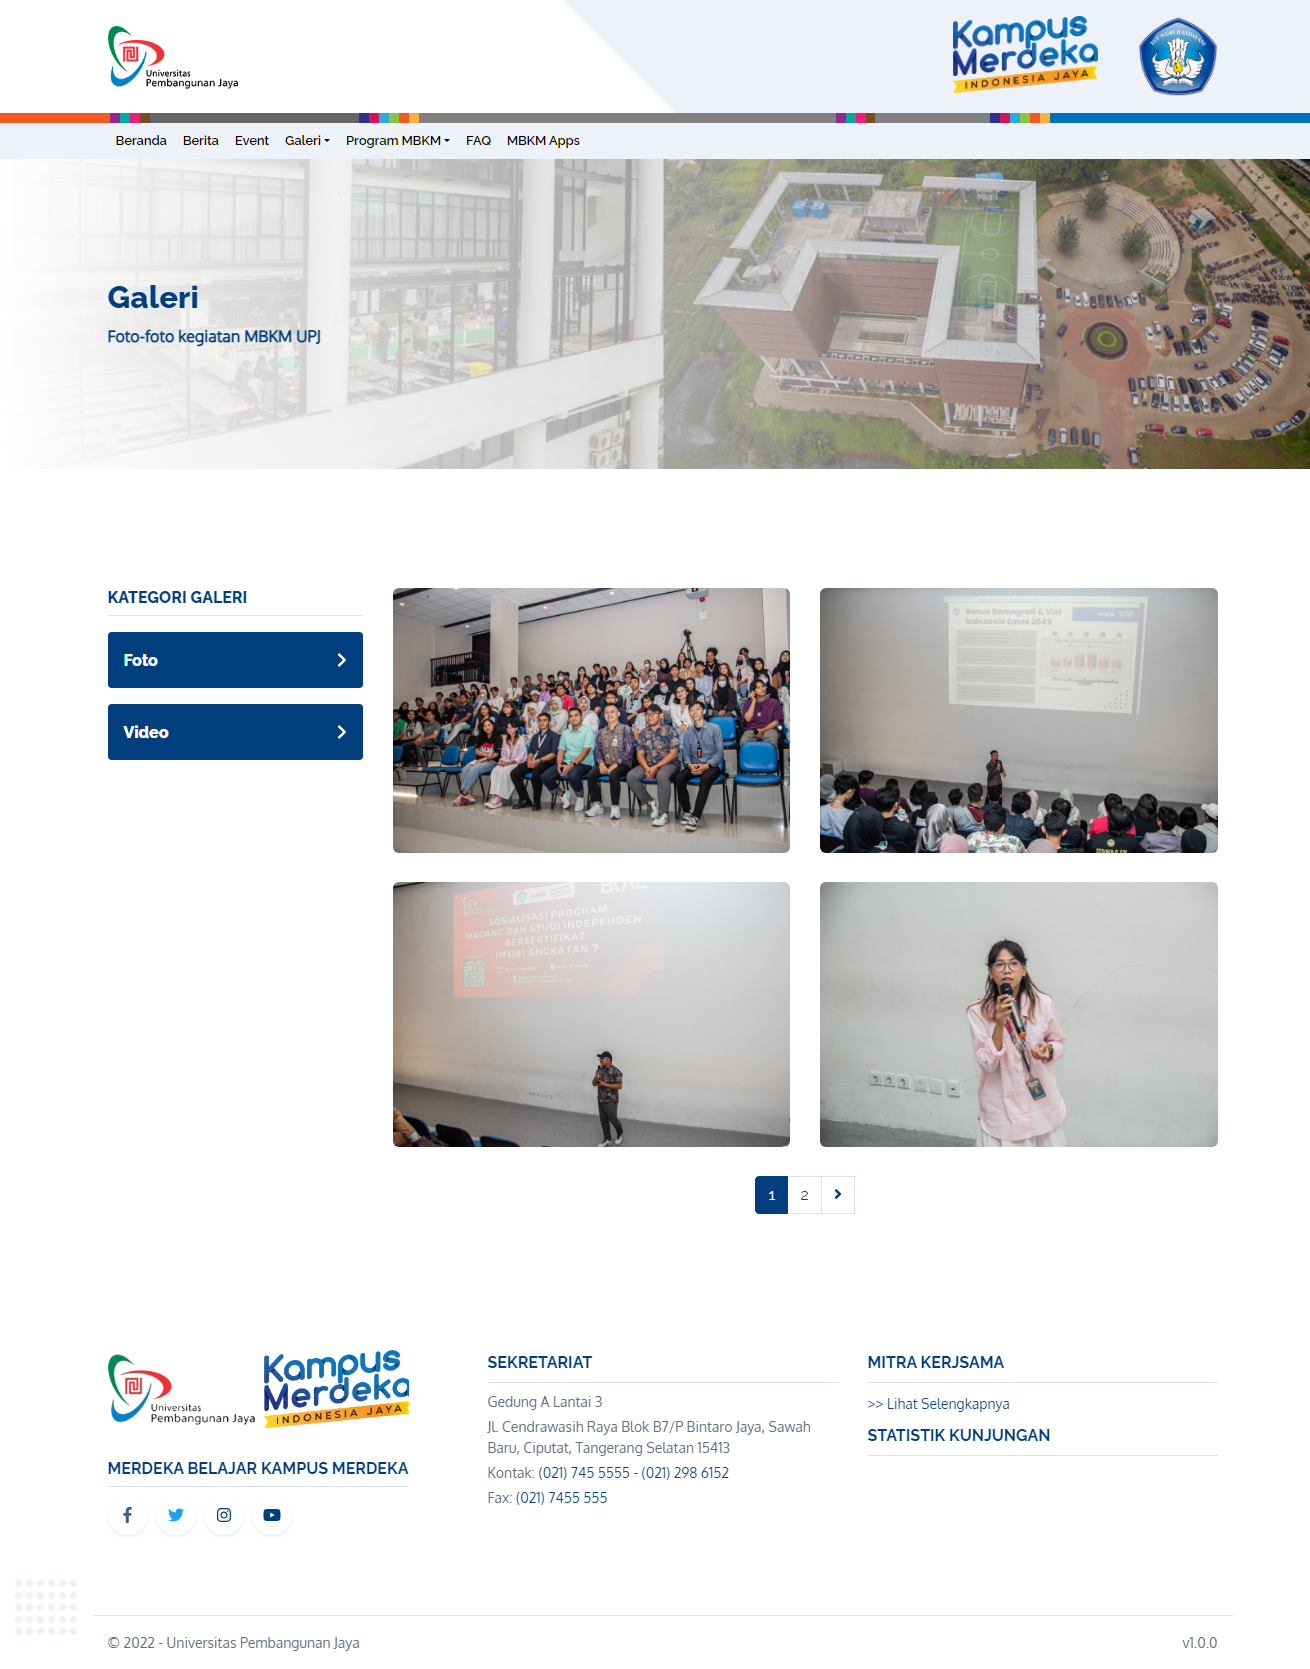 Universitas
Pembangunan Jaya
Kampus
Merdeka
INDONESIA JAYA
TUT WURI HANDAYANI
Beranda
Berita
Event
Galeri
Program MBKM
FAQ
MBKM Apps
Galeri
Foto-foto kegiatan MBKM UPJ
KATEGORI GALERI
Foto
Video
Bonus Demografi & Visi
Indonesia Emas 2045
SOSIALISASI PROGRAM
MAGANG DAN STUDI INDEPENDEN
BERSERTIFIKAT
(MSIB) ANGKATAN 7
1
2
Universitas
Pembangunan Jaya
Kampus
Merdeka
INDONESIA JAYA
MERDEKA BELAJAR KAMPUS MERDEKA
SEKRETARIAT
Gedung A Lantai 3
Jl. Cendrawasih Raya Blok B7/P Bintaro Jaya, Sawah
Baru, Ciputat, Tangerang Selatan 15413
Kontak: (021) 745 5555 - (021) 298 6152
Fax: (021) 7455 555
MITRA KERJSAMA
>> Lihat Selengkapnya
STATISTIK KUNJUNGAN
© 2022 - Universitas Pembangunan Jaya
v1.0.0